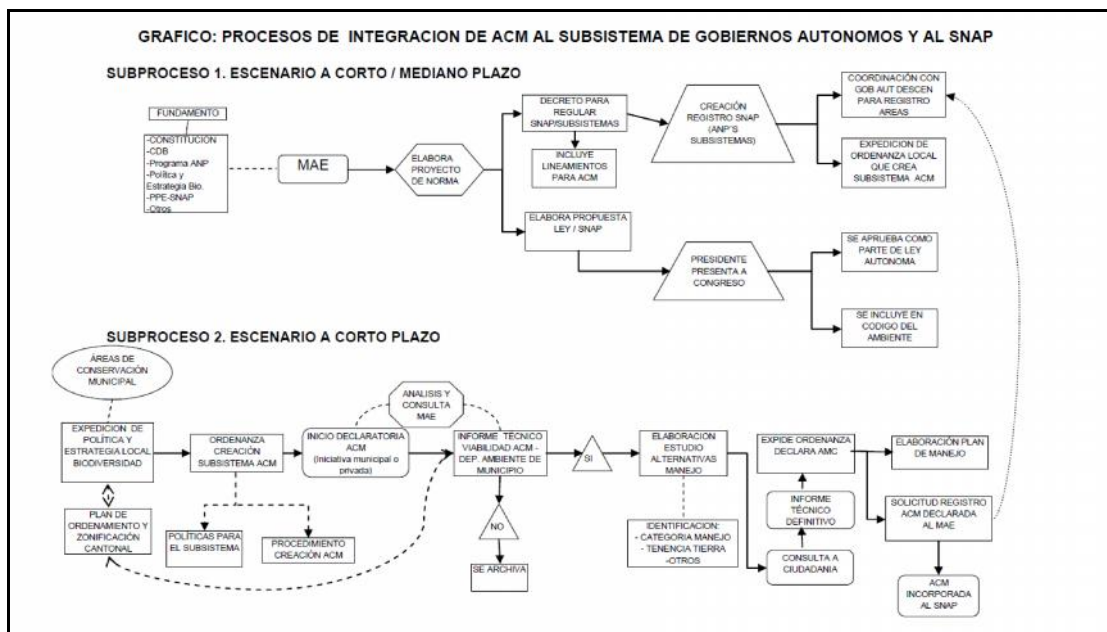 GRAFICO: PROCESOS DE INTEGRACION DE ACM AL SUBSISTEMA DE GOBIERNOS AUTONOMOS Y AL SNAP
SUBPROCESO 1. ESCENARIO A CORTO / MEDIANO PLAZO
FUNDAMENTO
-CONSTITUCION
-CDB
-Programa ANP
-Política y
Estrategia Bio.
-PPE-SNAP
-Otros
MAE
ELABORA
PROYECTO
DE NORMA
DECRETO PARA
REGULAR
SNAP/SUBSISTEMAS
INCLUYE
LINEAMIENTOS
PARA ACM
ELABORA PROPUESTA
LEY / SNAP
CREACIÓN
REGISTRO SNAP
(ANP'S
SUBSISTEMAS)
COORDINACIÓN CON
GOB AUT DESCEN
PARA REGISTRO
AREAS
EXPEDICION DE
ORDENANZA LOCAL
QUE CREA
SUBSISTEMA ACM
PRESIDENTE
PRESENTA A
CONGRESO
SE APRUEBA COMO
PARTE DE LEY
AUTONOMA
SE INCLUYE EN
CODIGO DEL
AMBIENTE
SUBPROCESO 2. ESCENARIO A CORTO PLAZO
ÁREAS DE
CONSERVACIÓN
MUNICIPAL
EXPEDICION DE
POLÍTICA Y
ESTRATEGIA LOCAL
BIODIVERSIDAD
PLAN DE
ORDENAMIENTO Y
ZONIFICACIÓN
CANTONAL
ORDENANZA
CREACIÓN
SUBSISTEMA ACM
POLÍTICAS PARA
EL SUBSISTEMA
PROCEDIMIENTO
CREACIÓN ACM
INICIO DECLARATORIA
ACM
(Iniciativa municipal o
privada)
ANALISIS Y
CONSULTA
MAE
INFORME TÉCNICO
VIABILIDAD ACM -
DEP. AMBIENTE DE
MUNICIPIO
SI
NO
SE ARCHIVA
ELABORACION
ESTUDIO
ALTERNATIVAS
MANEJO
IDENTIFICACION:
- CATEGORIA MANEJO
- TENENCIA TIERRA
-OTROS
EXPIDE ORDENANZA
DECLARA AMC
INFORME
TÉCNICO
DEFINITIVO
CONSULTA A
CIUDADANIA
ELABORACIÓN PLAN
DE MANEJO
SOLICITUD REGISTRO
ACM DECLARADA
AL MAE
ACM
INCORPORADA
AL SNAP